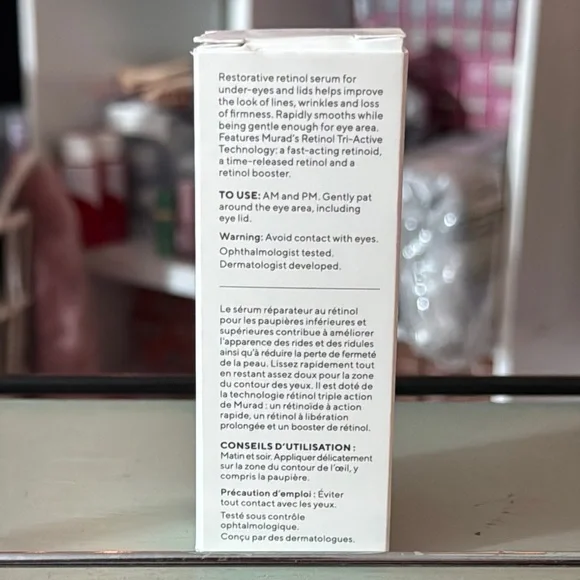 Restorative retinol serum for
under-eyes and lids helps improve
the look of lines, wrinkles and loss
of firmness. Rapidly smooths while
being gentle enough for eye area.
Features Murad's Retinol Tri-Active
Technology: a fast-acting retinoid,
a time-released retinol and a
retinol booster.
TO USE: AM and PM. Gently pat
around the eye area, including
eye lid.
Warning: Avoid contact with eyes.
Ophthalmologist tested.
Dermatologist developed.
Le sérum réparateur au rétinol
pour les paupières inférieures et
supérieures contribue à améliorer
l'apparence des rides et des ridules
ainsi qu'à réduire la perte de fermeté
de la peau. Lissez rapidement tout
en restant assez doux pour la zone
du contour des yeux. Il est doté de
la technologie rétinol triple action
de Murad : un rétinoïde à action
rapide, un rétinol à libération
prolongée et un booster de rétinol.
CONSEILS D'UTILISATION :
Matin et soir. Appliquer délicatement
sur la zone du contour de l'œil, y
compris la paupière.
Précaution d'emploi : Éviter
tout contact avec les yeux.
Testé sous contrôle
ophtalmologique.
Conçu par des dermatologues.